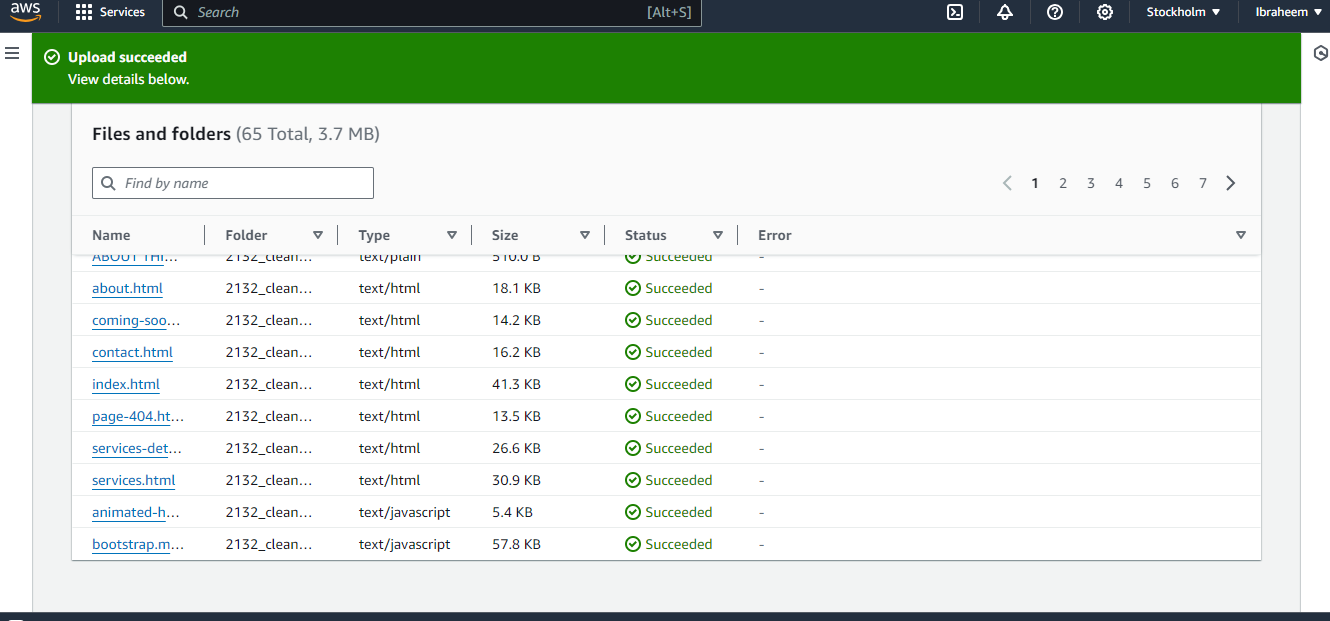 aws Services Search [Alt+S] Stockholm ▼ Ibraheem ▼
Upload succeeded
View details below.
Files and folders (65 Total, 3.7 MB)
Find by name
1 2 3 4 5 6 7
Name Folder Type Size Status Error
ABOUT THI... 2132_clean... text/plain 510.0 B Succeeded -
about.html 2132_clean... text/html 18.1 KB Succeeded -
coming-soo... 2132_clean... text/html 14.2 KB Succeeded -
contact.html 2132_clean... text/html 16.2 KB Succeeded -
index.html 2132_clean... text/html 41.3 KB Succeeded -
page-404.ht... 2132_clean... text/html 13.5 KB Succeeded -
services-det... 2132_clean... text/html 26.6 KB Succeeded -
services.html 2132_clean... text/html 30.9 KB Succeeded -
animated-h... 2132_clean... text/javascript 5.4 KB Succeeded -
bootstrap.m... 2132_clean... text/javascript 57.8 KB Succeeded -